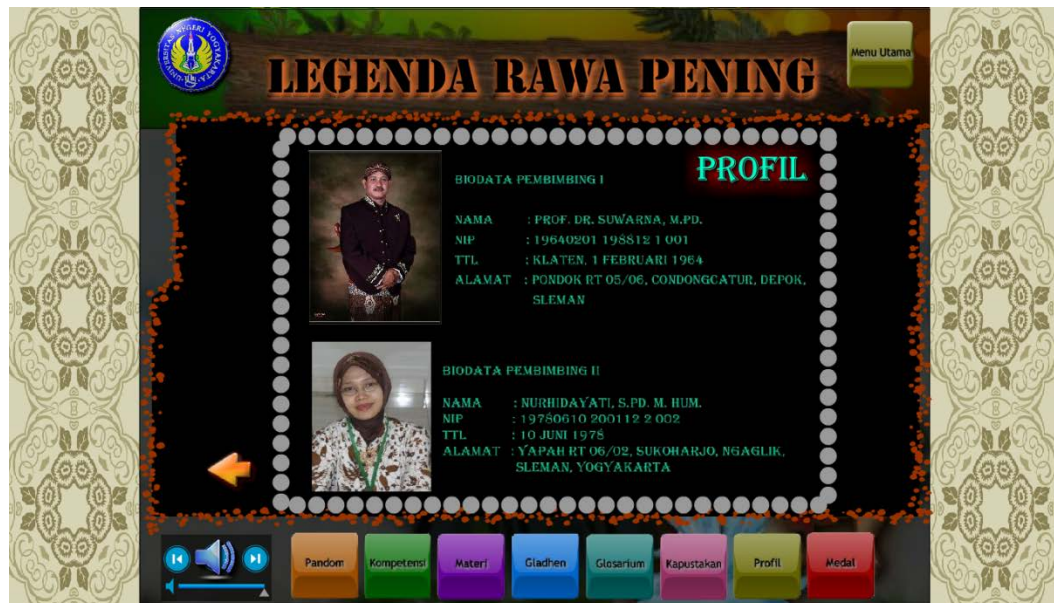 UNIVERSITAS NEGERI YOGYAKARTA
LEGENDA RAWA PENING
Menu Utama
PROFIL
BIODATA PEMBIMBING I
NAMA : PROF. DR. SUWARNA, M.PD.
NIP : 19640201 198812 1 001
TTL : KLATEN, 1 FEBRUARI 1964
ALAMAT : PONDOK RT 05/06, CONDONGCATUR, DEPOK,
SLEMAN
BIODATA PEMBIMBING II
NAMA : NURHIDAYATI, S.PD. M. HUM.
NIP : 19780610 200112 2 002
TTL : 10 JUNI 1978
ALAMAT : YAPAH RT 06/02, SUKOHARJO, NGAGLIK,
SLEMAN, YOGYAKARTA
Pandom
Kompetensi
Materi
Gladhen
Glosarium
Kapustakan
Profil
Medal